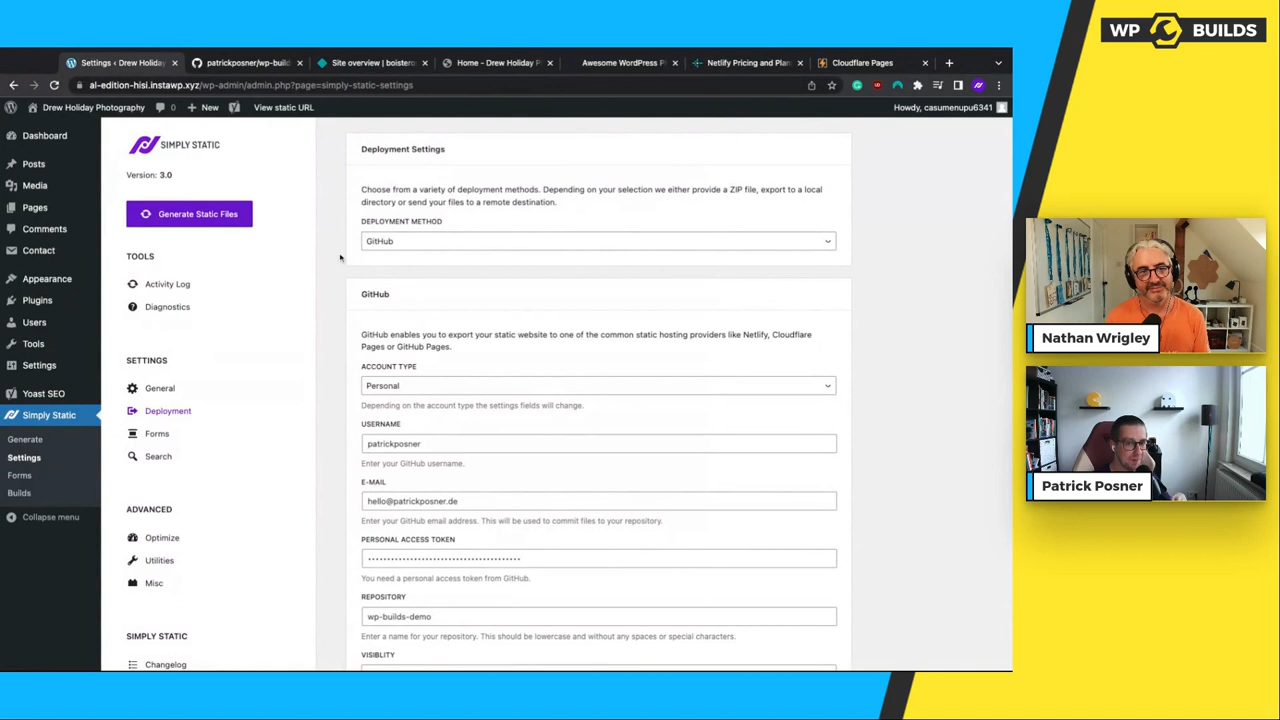 WP BUILDS
Settings ‹ Drew Holiday
patrickposner/wp-build
Site overview | boisteror
Home – Drew Holiday P
Awesome WordPress Pl
Netlify Pricing and Plan
Cloudflare Pages
al-edition-hisi.instawp.xyz/wp-admin/admin.php?page=simply-static-settings
Drew Holiday Photography
0
New
View static URL
Howdy, casumenupu6341
Dashboard
Posts
Media
Pages
Comments
Contact
Appearance
Plugins
Users
Tools
Settings
Yoast SEO
Simply Static
Generate
Settings
Forms
Builds
Collapse menu
SIMPLY STATIC
Version: 3.0
Generate Static Files
TOOLS
Activity Log
Diagnostics
SETTINGS
General
Deployment
Forms
Search
ADVANCED
Optimize
Utilities
Misc
SIMPLY STATIC
Changelog
Deployment Settings
Choose from a variety of deployment methods. Depending on your selection we either provide a ZIP file, export to a local
directory or send your files to a remote destination.
DEPLOYMENT METHOD
GitHub
GitHub
GitHub enables you to export your static website to one of the common static hosting providers like Netlify, Cloudflare
Pages or GitHub Pages.
ACCOUNT TYPE
Personal
Depending on the account type the settings fields will change.
USERNAME
patrickposner
Enter your GitHub username.
E-MAIL
hello@patrickposner.de
Enter your GitHub email address. This will be used to commit files to your repository.
PERSONAL ACCESS TOKEN
You need a personal access token from GitHub.
REPOSITORY
wp-builds-demo
Enter a name for your repository. This should be lowercase and without any spaces or special characters.
VISIBLITY
Nathan Wrigley
Patrick Posner